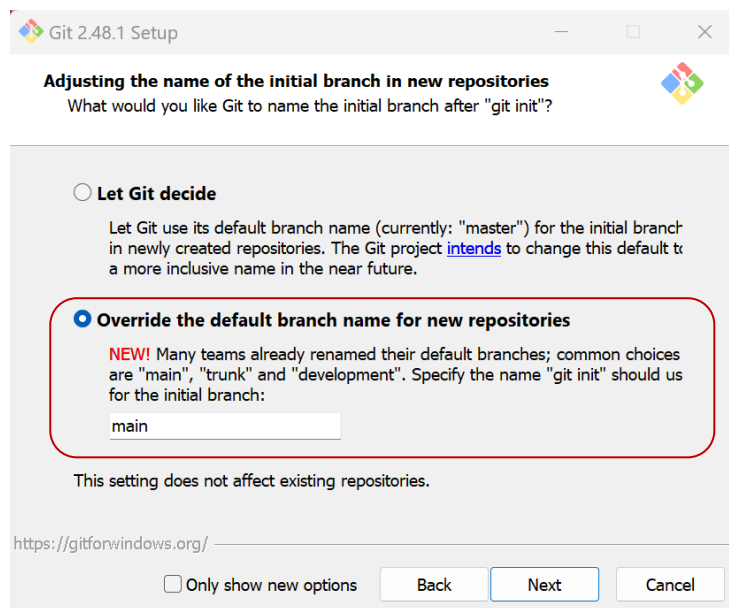 Git 2.48.1 Setup
Adjusting the name of the initial branch in new repositories
What would you like Git to name the initial branch after "git init"?
Let Git decide
Let Git use its default branch name (currently: "master") for the initial branch
in newly created repositories. The Git project intends to change this default to
a more inclusive name in the near future.
Override the default branch name for new repositories
NEW! Many teams already renamed their default branches; common choices
are "main", "trunk" and "development". Specify the name "git init" should us
for the initial branch:
main
This setting does not affect existing repositories.
https://gitforwindows.org/
Only show new options
Back
Next
Cancel